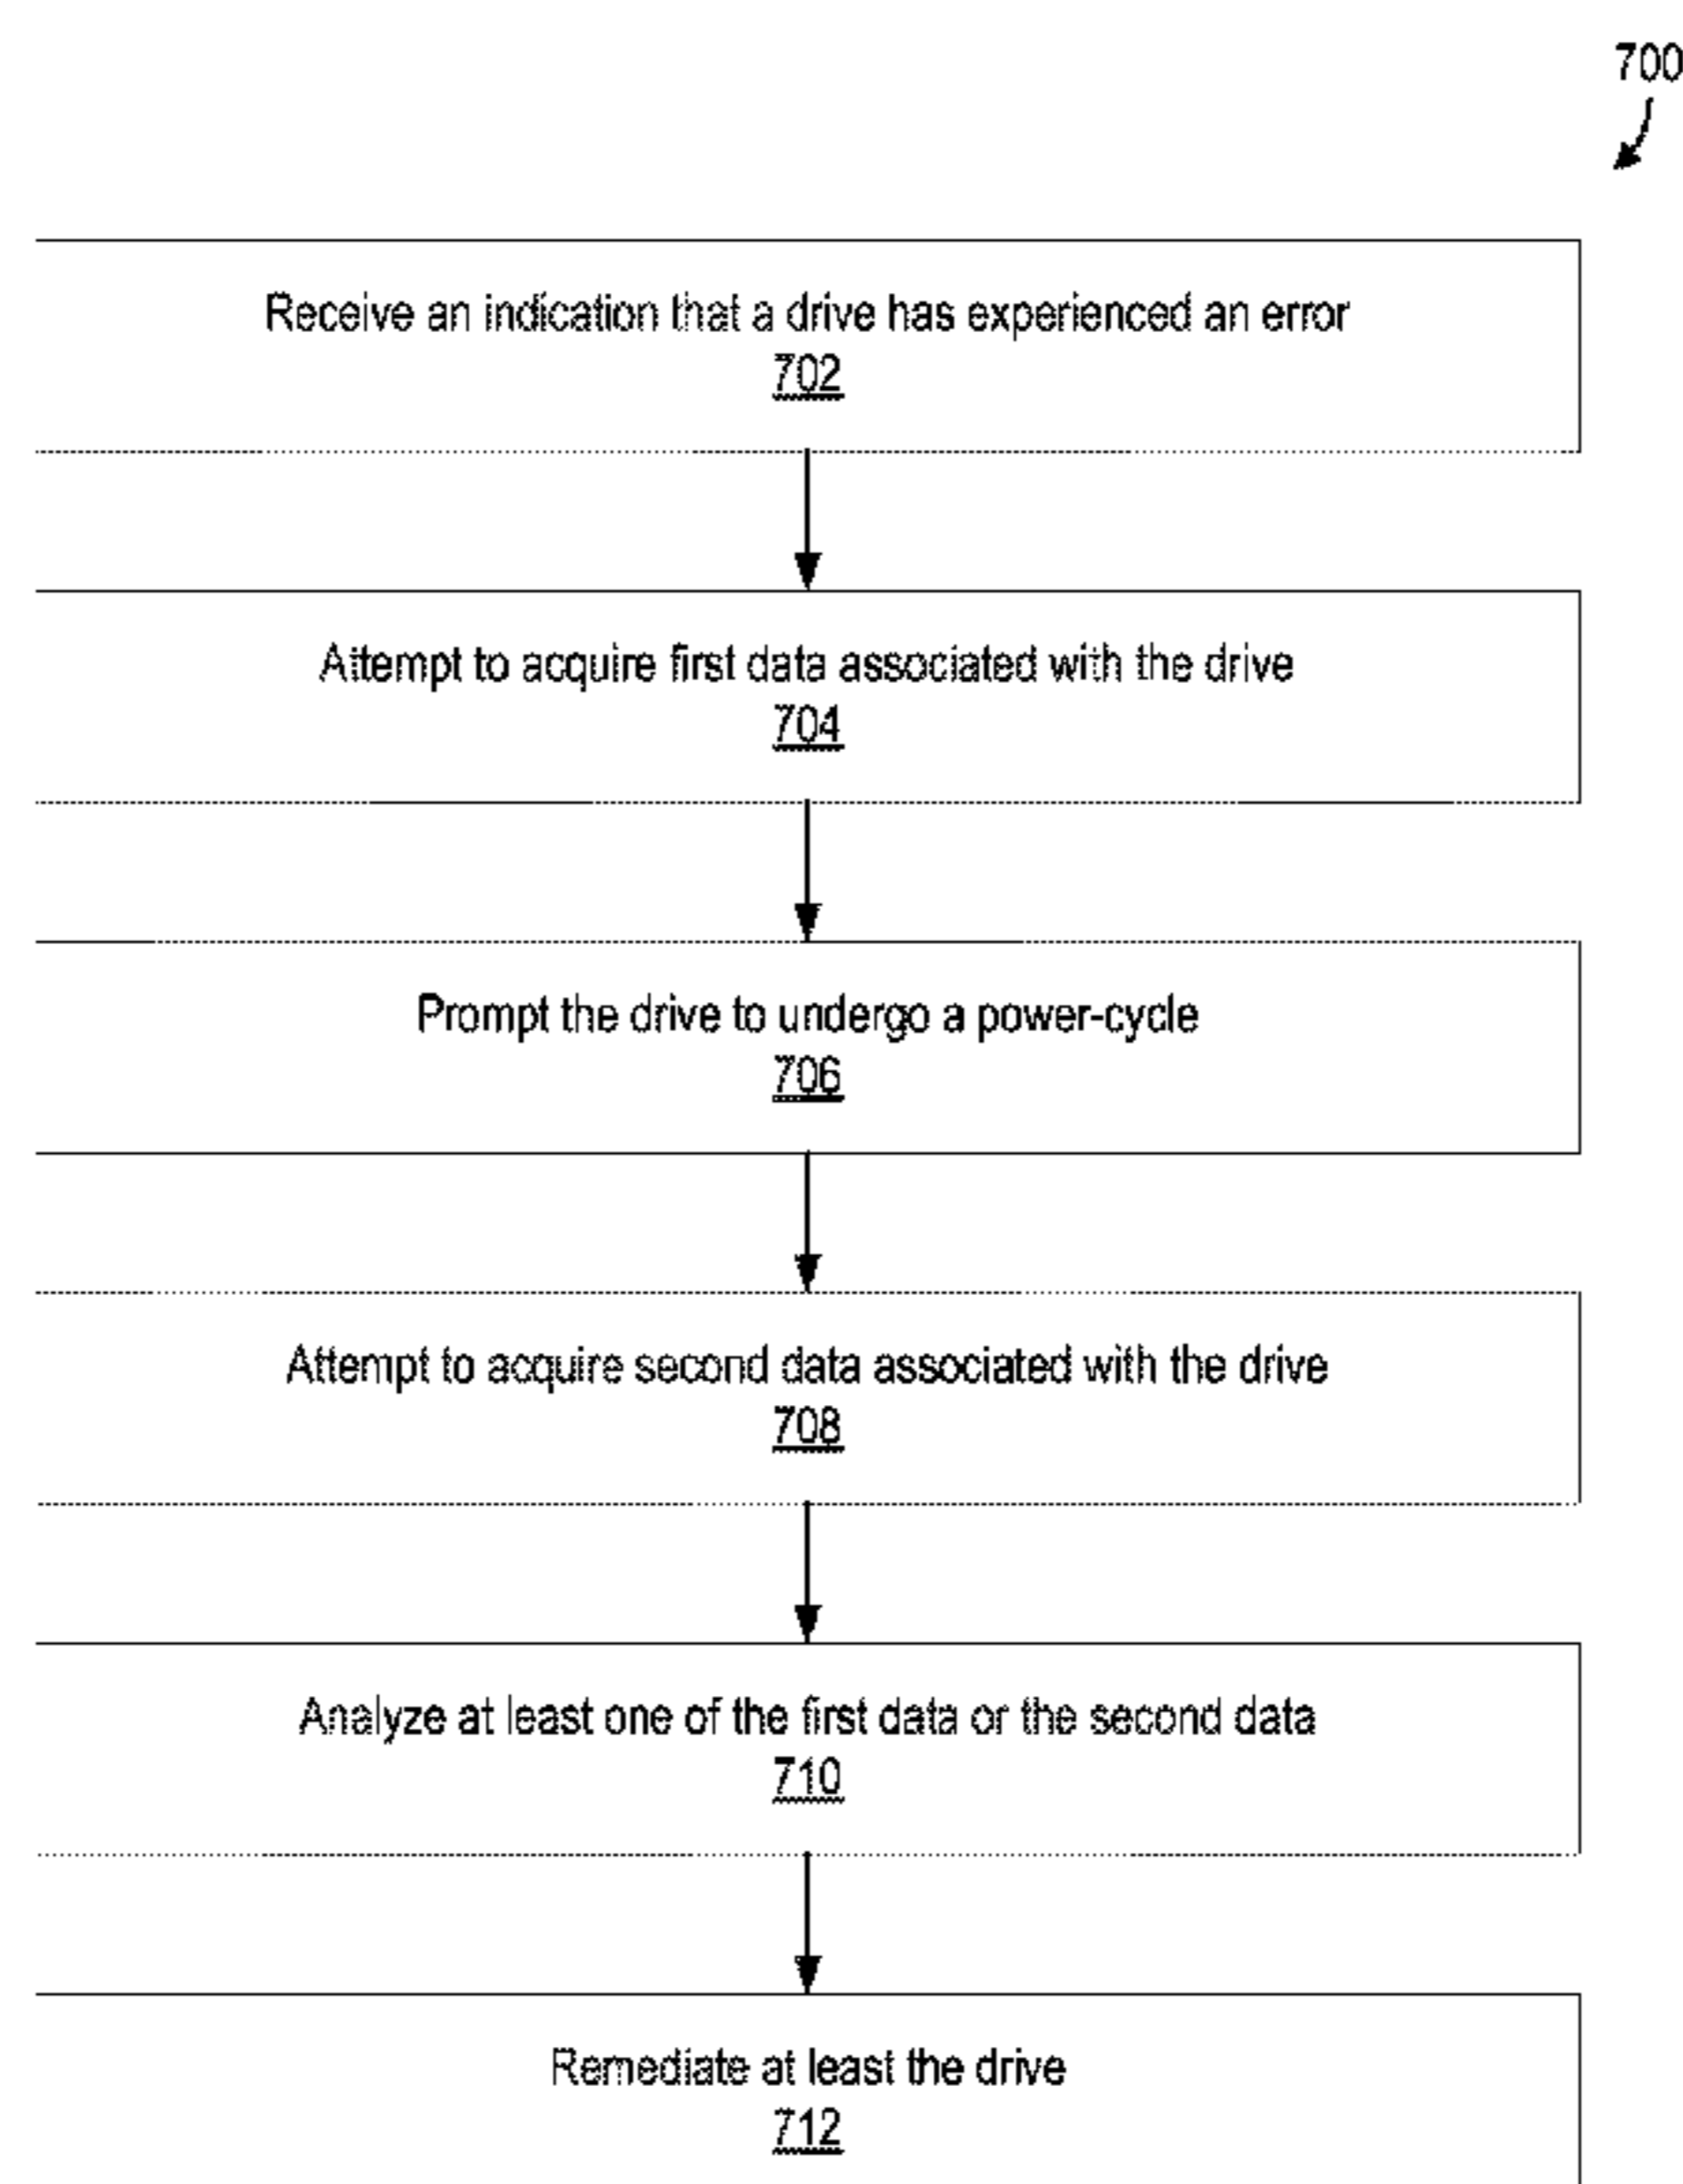 700
Receive an indication that a drive has experienced an error
702
Attempt to acquire first data associated with the drive
704
Prompt the drive to undergo a power-cycle
706
Attempt to acquire second data associated with the drive
708
Analyze at least one of the first data or the second data
710
Remediate at least the drive
712